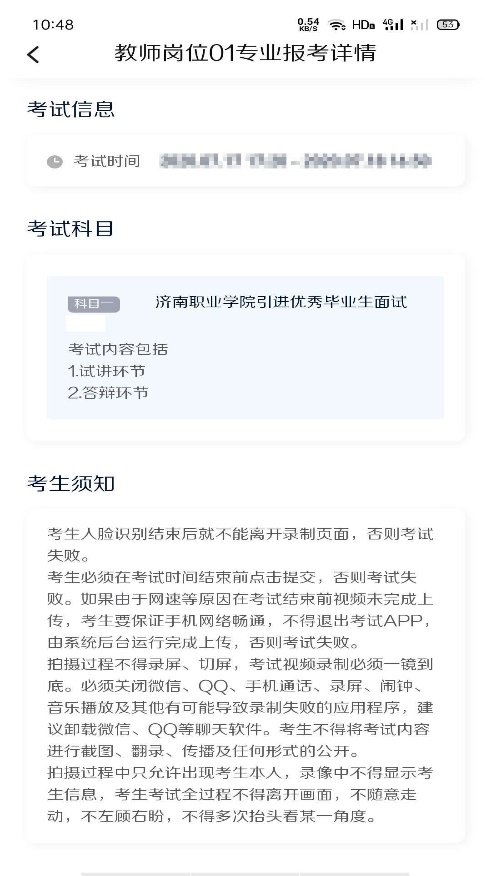 10:48
0.54 KB/S HDn 4G 53
教师岗位01专业报考详情
考试信息
考试时间
考试科目
科目一 济南职业学院引进优秀毕业生面试
考试内容包括
1.试讲环节
2.答辩环节
考生须知
考生人脸识别结束后就不能离开录制页面，否则考试
失败。
考生必须在考试时间结束前点击提交，否则考试失
败。如果由于网速等原因在考试结束前视频未完成上
传，考生要保证手机网络畅通，不得退出考试APP，
由系统后台运行完成上传，否则考试失败。
拍摄过程不得录屏、切屏，考试视频录制必须一镜到
底。必须关闭微信、QQ、手机通话、录屏、闹钟、
音乐播放及其他有可能导致录制失败的应用程序，建
议卸载微信、QQ等聊天软件。考生不得将考试内容
进行截图、翻录、传播及任何形式的公开。
拍摄过程中只允许出现考生本人，录像中不得显示考
生信息，考生考试全过程不得离开画面，不随意走
动，不左顾右盼，不得多次抬头看某一角度。